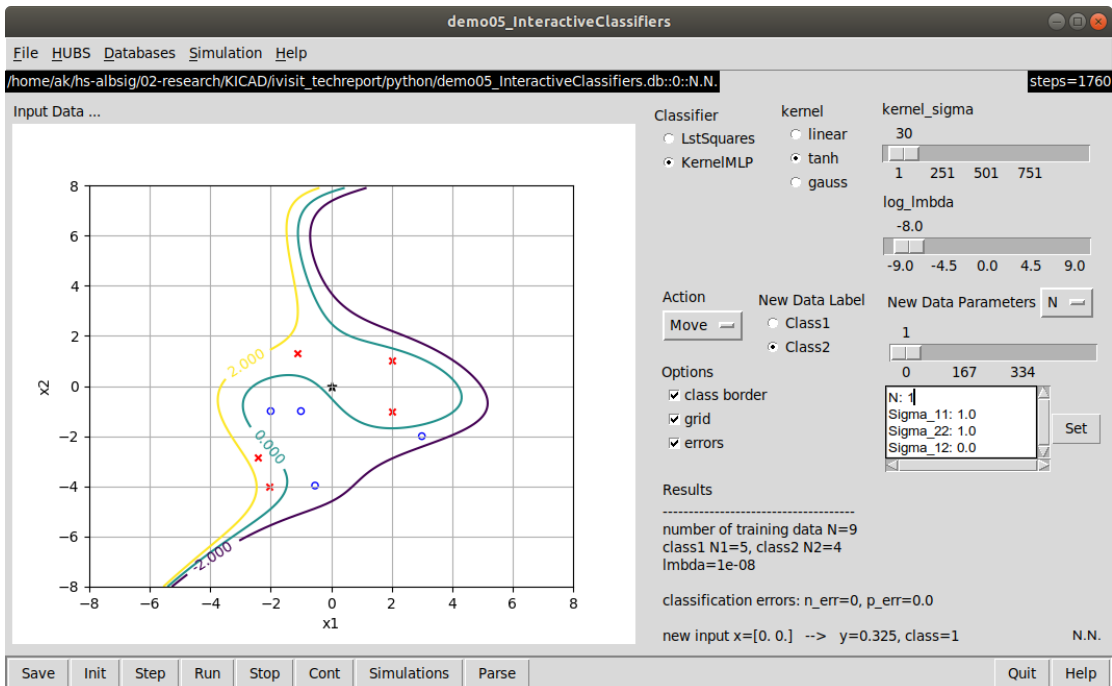 demo05_InteractiveClassifiers
File HUBS Databases Simulation Help
/home/ak/hs-albsig/02-research/KICAD/ivisit_techreport/python/demo05_InteractiveClassifiers.db::0::N.N.
steps=1760
Input Data ...
8
6
4
2
0
−2
−4
−6
−8
x2
−8 −6 −4 −2 0 2 4 6 8
x1
2.000
0.000
-2.000
Classifier
LstSquares
KernelMLP
kernel
linear
tanh
gauss
kernel_sigma
30
1 251 501 751
log_lmbda
-8.0
-9.0 -4.5 0.0 4.5 9.0
Action
Move
New Data Label
Class1
Class2
New Data Parameters N
1
0 167 334
Options
class border
grid
errors
N: 1
Sigma_11: 1.0
Sigma_22: 1.0
Sigma_12: 0.0
Set
Results
-------------------------------------
number of training data N=9
class1 N1=5, class2 N2=4
lmbda=1e-08
classification errors: n_err=0, p_err=0.0
new input x=[0. 0.] --> y=0.325, class=1
N.N.
Save Init Step Run Stop Cont Simulations Parse Quit Help